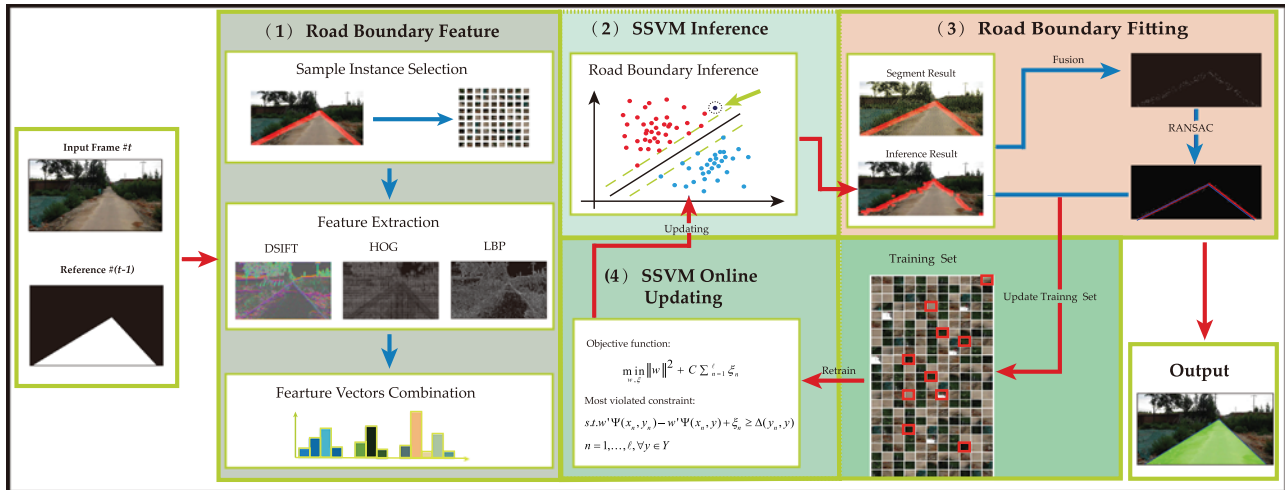 Input Frame #t
Reference #(t-1)
(1) Road Boundary Feature
Sample Instance Selection
Feature Extraction
DSIFT HOG LBP
Fearture Vectors Combination
(2) SSVM Inference
Road Boundary Inference
Updating
(4) SSVM Online
Updating
Objective function:
min w,ξ ||w||² + C ∑ ℓ n=1 ξn
Most violated constraint:
s.t.w'Ψ(xn,yn)−w'Ψ(xn,y)+ξn ≥ Δ(yn,y)
n=1,…,ℓ,∀y∈Y
(3) Road Boundary Fitting
Segment Result
Inference Result
Fusion
RANSAC
Training Set
Update Trainng Set
Retrain
Output